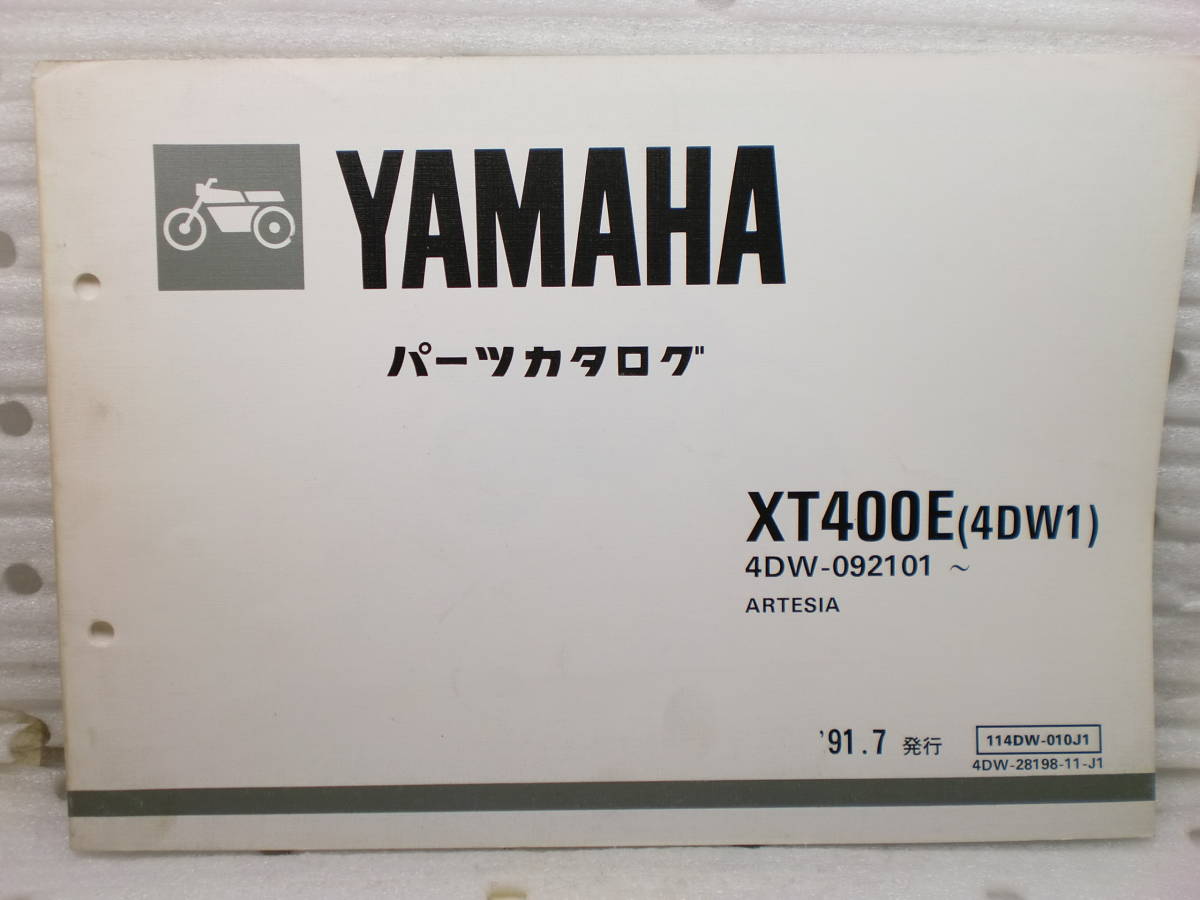 YAMAHA
パーツカタログ
XT400E(4DW1)
4DW-092101 ~
ARTESIA
'91.7 発行
114DW-010J1
4DW-28198-11-J1